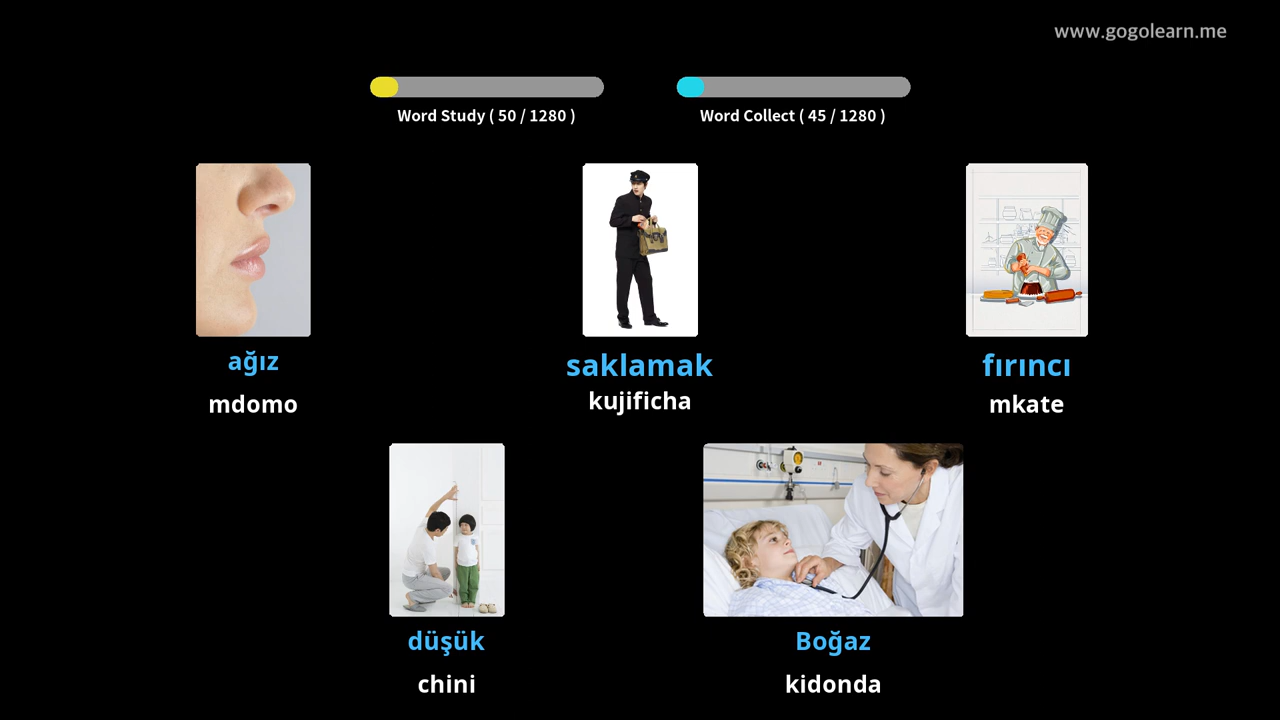 www.gogolearn.me
Word Study ( 50 / 1280 )
Word Collect ( 45 / 1280 )
ağız
mdomo
saklamak
kujificha
fırıncı
mkate
düşük
chini
Boğaz
kidonda